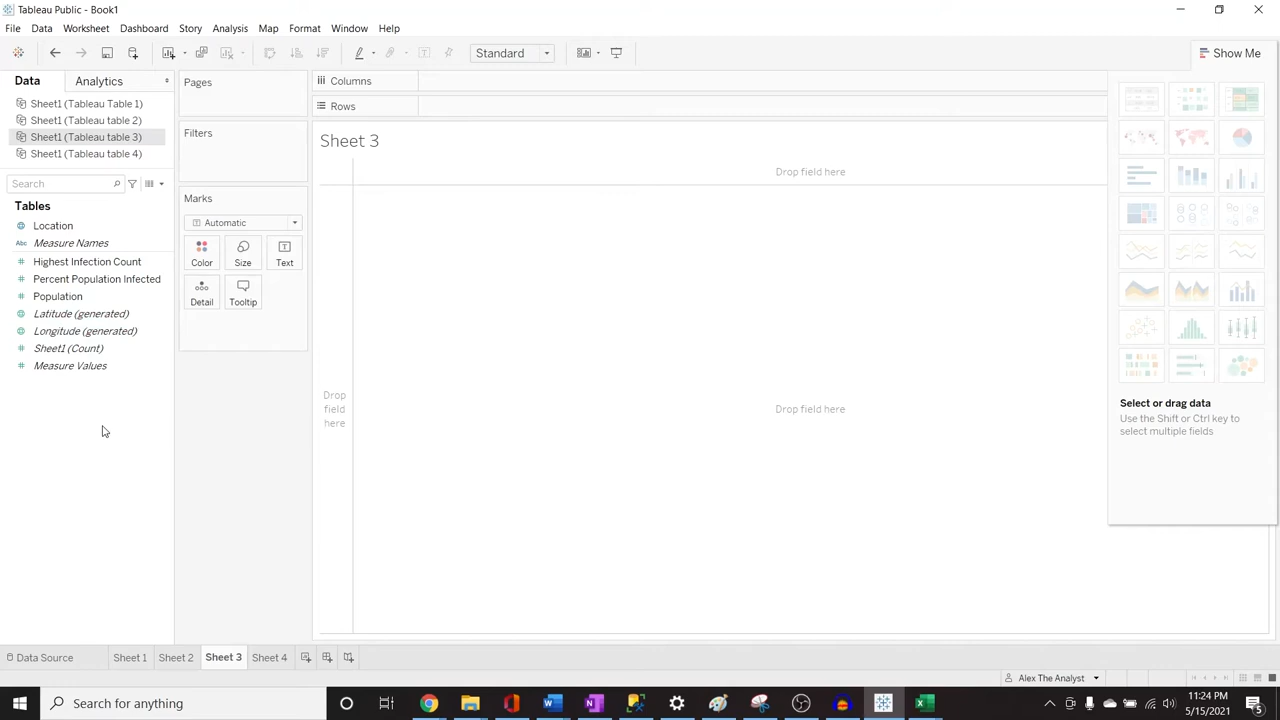 Tableau Public - Book1
File Data Worksheet Dashboard Story Analysis Map Format Window Help
Standard
Show Me
Data Analytics
Pages
Columns
Rows
Sheet1 (Tableau Table 1)
Sheet1 (Tableau table 2)
Sheet1 (Tableau table 3)
Sheet1 (Tableau table 4)
Filters
Sheet 3
Drop field here
Search
Tables
Marks
Location
Automatic
Abc Measure Names
Highest Infection Count
Color Size Text
Percent Population Infected
Population
Detail Tooltip
Latitude (generated)
Longitude (generated)
Sheet1 (Count)
Measure Values
Drop
field
here
Drop field here
Select or drag data
Use the Shift or Ctrl key to
select multiple fields
Data Source Sheet 1 Sheet 2 Sheet 3 Sheet 4
Alex The Analyst
Search for anything
11:24 PM
5/15/2021
5